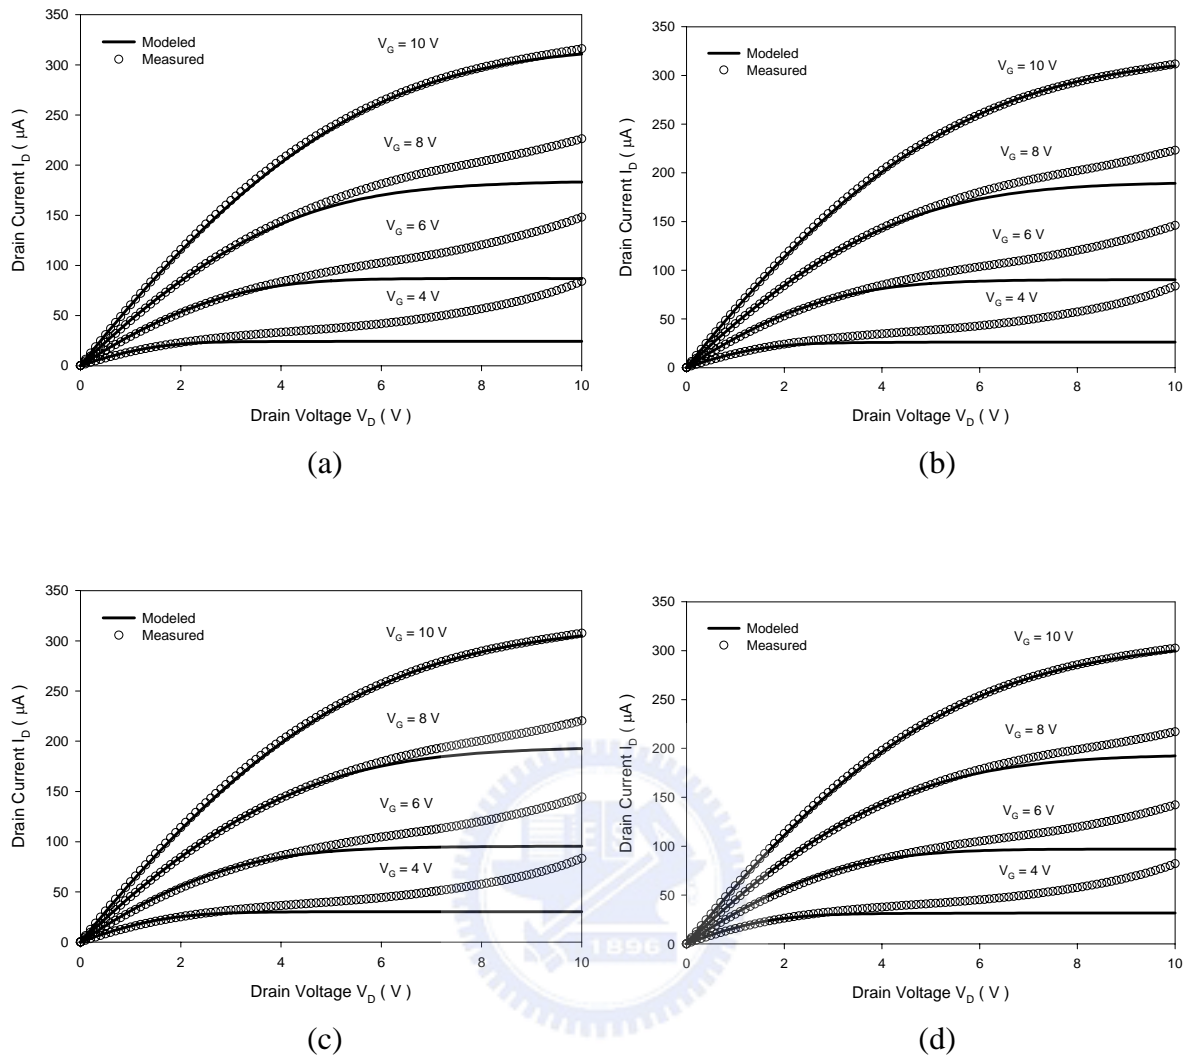 350
300
250
200
150
100
50
0
Drain Current I_D ( μA )
Modeled
Measured
V_G = 10 V
V_G = 8 V
V_G = 6 V
V_G = 4 V
0 2 4 6 8 10
Drain Voltage V_D ( V )
(a)
350
300
250
200
150
100
50
0
Drain Current I_D ( μA )
Modeled
Measured
V_G = 10 V
V_G = 8 V
V_G = 6 V
V_G = 4 V
0 2 4 6 8 10
Drain Voltage V_D ( V )
(b)
350
300
250
200
150
100
50
0
Drain Current I_D ( μA )
Modeled
Measured
V_G = 10 V
V_G = 8 V
V_G = 6 V
V_G = 4 V
0 2 4 6 8 10
Drain Voltage V_D ( V )
(c)
350
300
250
200
150
100
50
0
Drain Current I_D ( μA )
Modeled
Measured
V_G = 10 V
V_G = 8 V
V_G = 6 V
V_G = 4 V
0 2 4 6 8 10
Drain Voltage V_D ( V )
(d)
1896